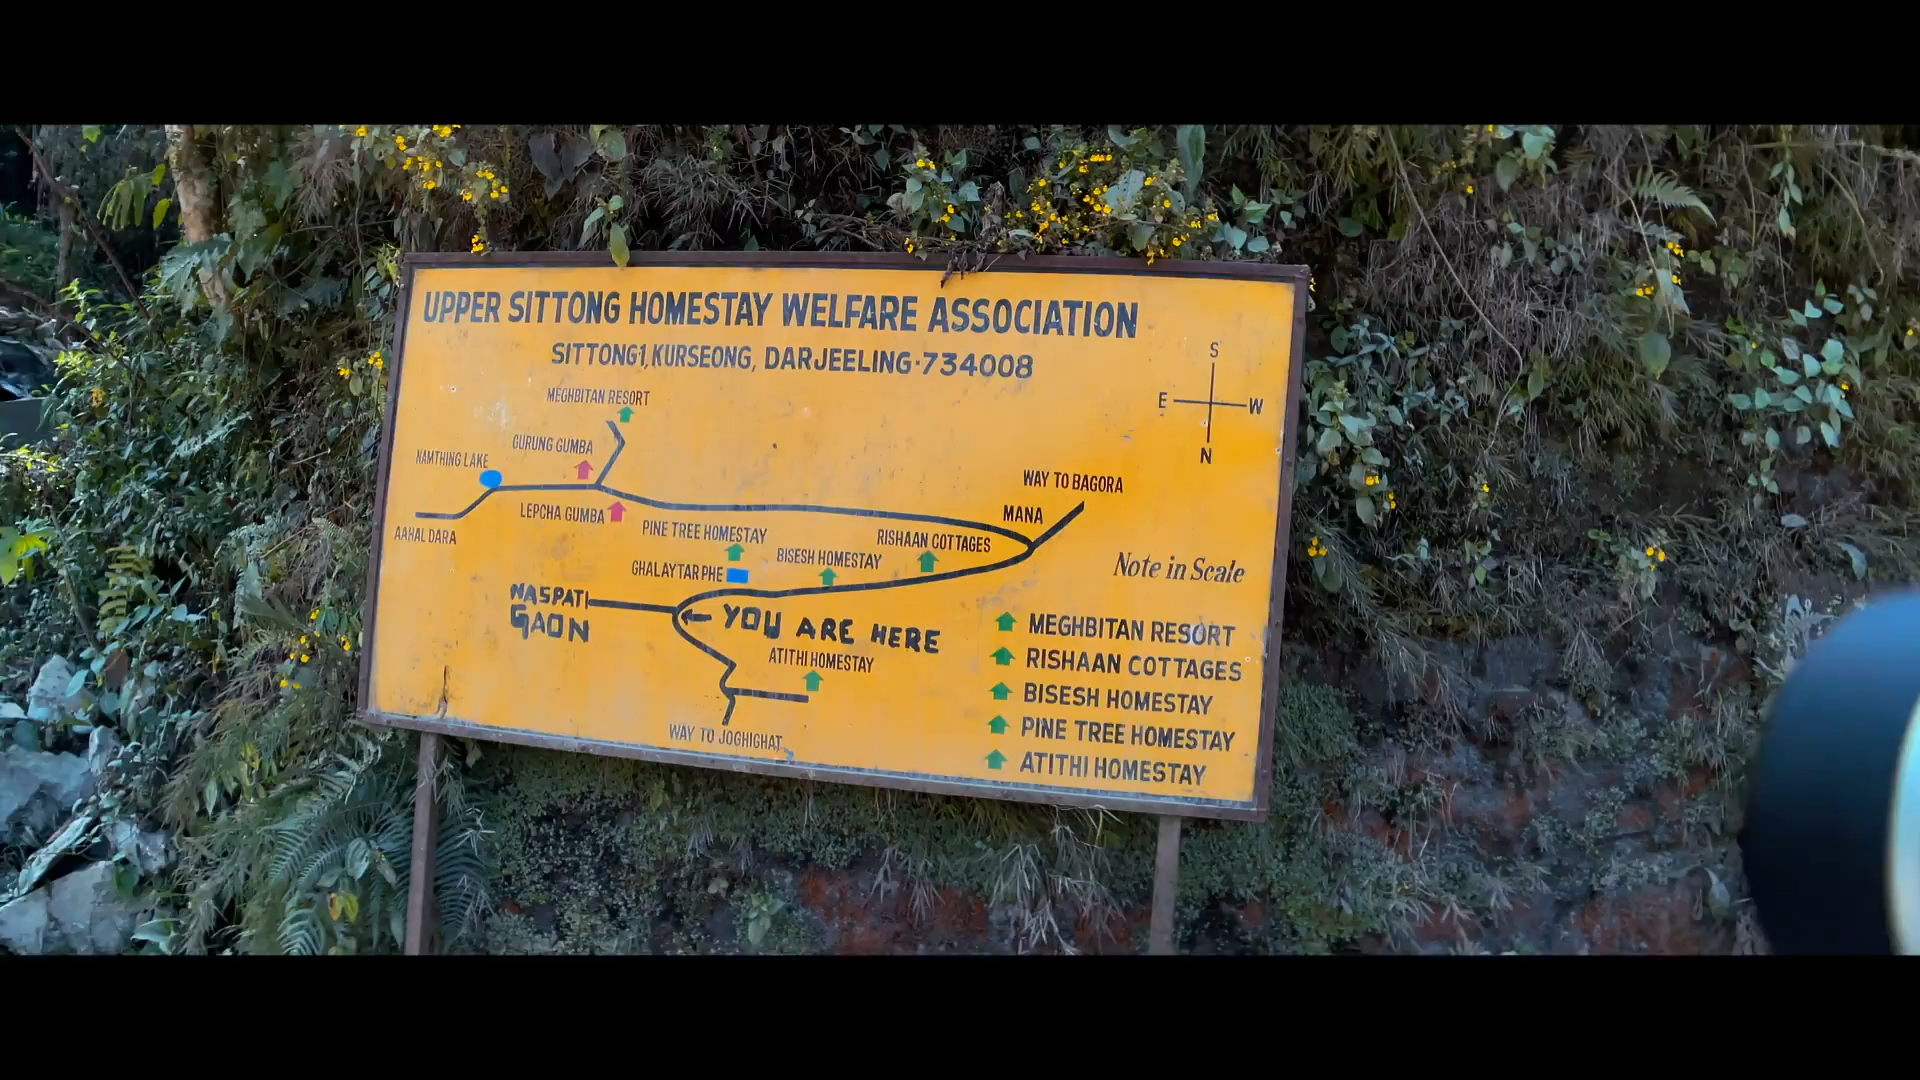 UPPER SITTONG HOMESTAY WELFARE ASSOCIATION
SITTONG1, KURSEONG, DARJEELING-734008
S
E W
N
MEGHBITAN RESORT
GURUNG GUMBA
NAMTHING LAKE
LEPCHA GUMBA
AAHAL DARA
WAY TO BAGORA
MANA
PINE TREE HOMESTAY
RISHAAN COTTAGES
BISESH HOMESTAY
GHALAYTAR PHE
Note in Scale
NASPATI
GAON
YOU ARE HERE
ATITHI HOMESTAY
WAY TO JOGHIGHAT
MEGHBITAN RESORT
RISHAAN COTTAGES
BISESH HOMESTAY
PINE TREE HOMESTAY
ATITHI HOMESTAY